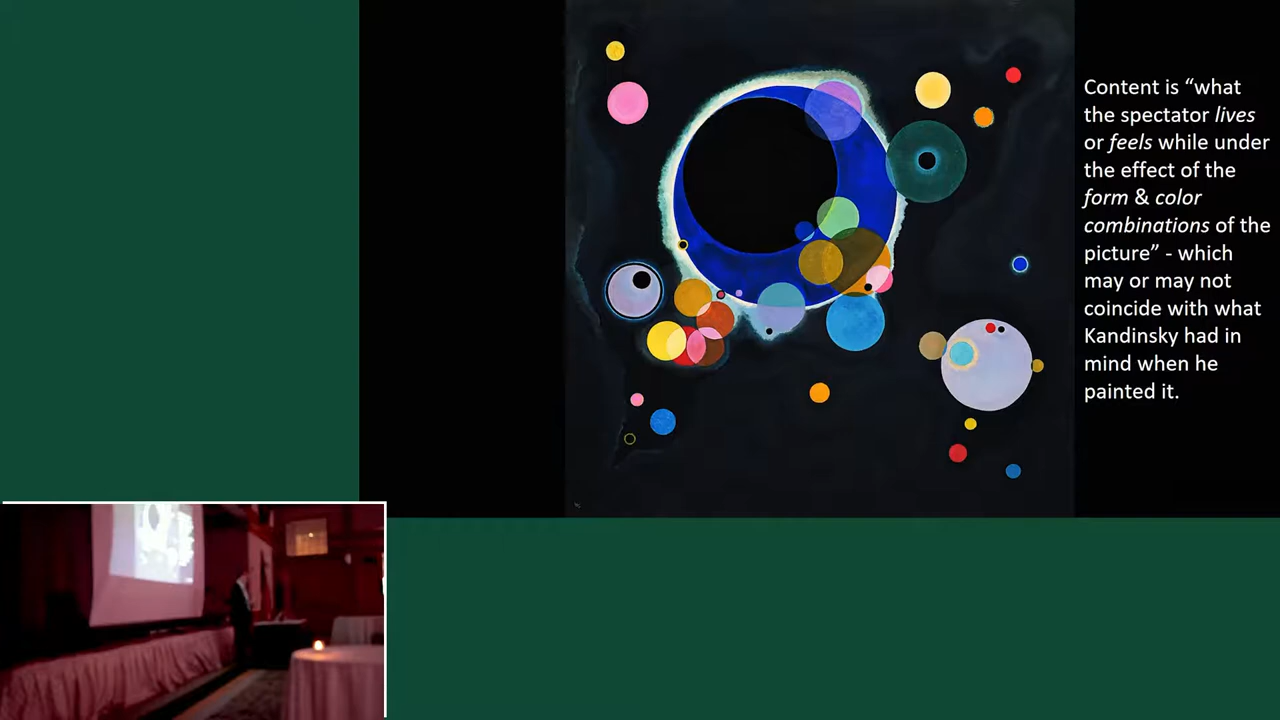 Content is “what
the spectator lives
or feels while under
the effect of the
form & color
combinations of the
picture” - which
may or may not
coincide with what
Kandinsky had in
mind when he
painted it.